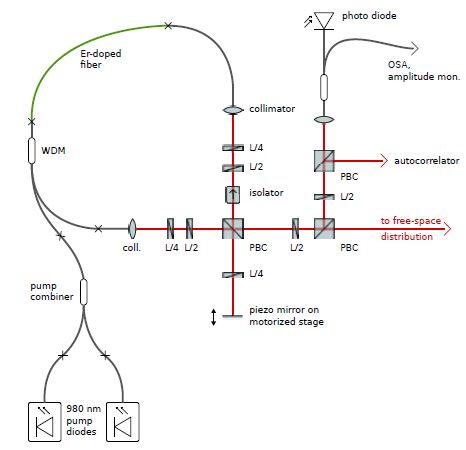 photo diode
Er-doped
fiber
OSA,
amplitude mon.
collimator
WDM
L/4
L/2
PBC
autocorrelator
isolator
L/2
to free-space
distribution
coll.
L/4 L/2
PBC
L/2
PBC
L/4
pump
combiner
piezo mirror on
motorized stage
980 nm
pump
diodes